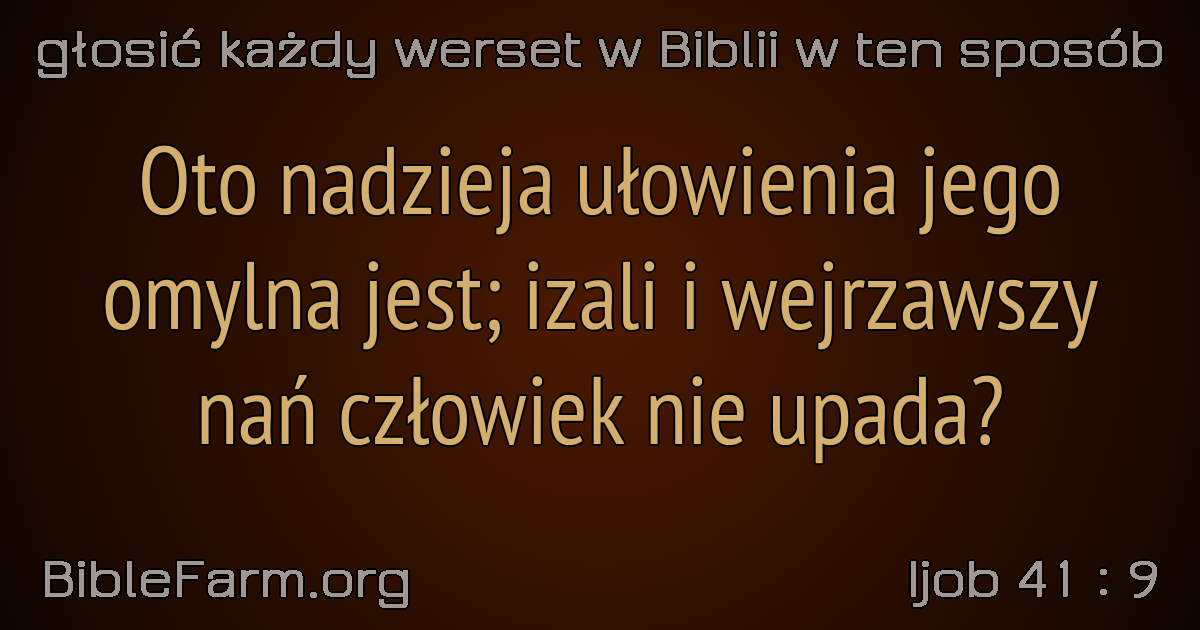 głosić każdy werset w Biblii w ten sposób
Oto nadzieja ułowienia jego
omylna jest; izali i wejrzawszy
nań człowiek nie upada?
BibleFarm.org
Ijob 41 : 9